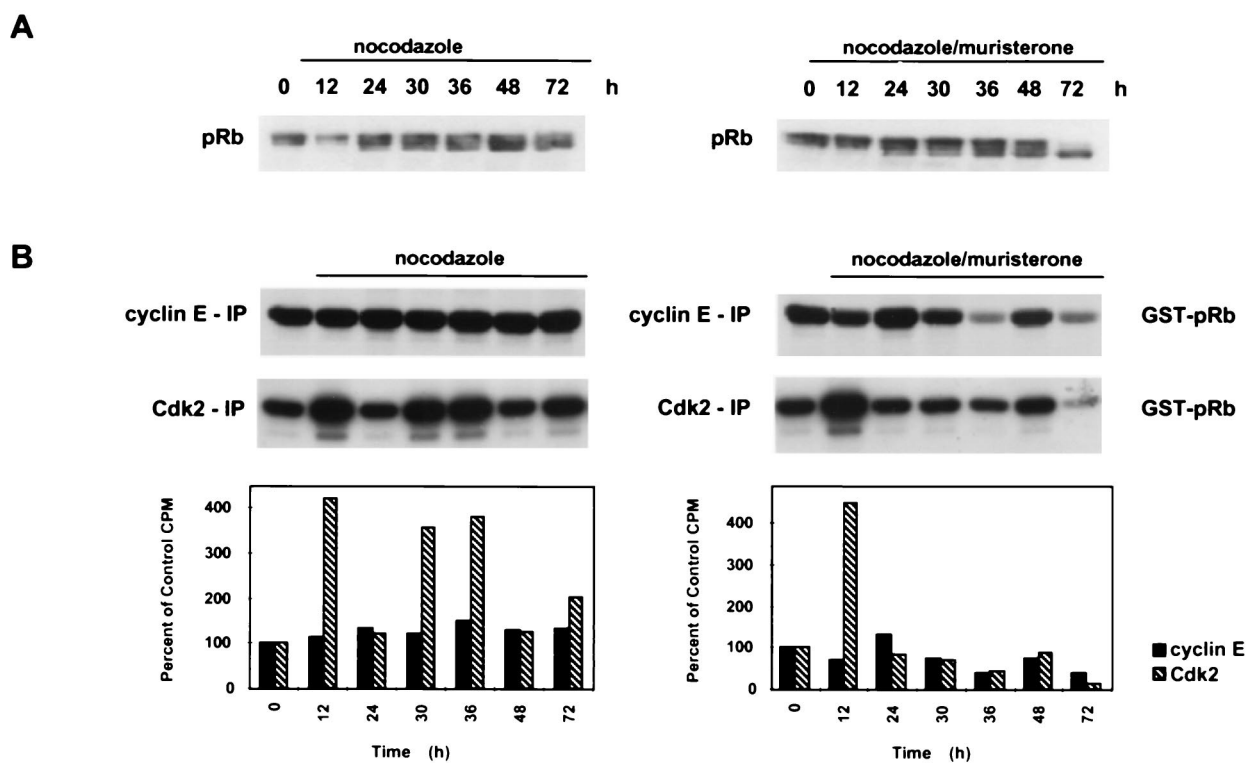 A
nocodazole
0 12 24 30 36 48 72 h
pRb
nocodazole/muristerone
0 12 24 30 36 48 72 h
pRb
B
nocodazole
cyclin E - IP
Cdk2 - IP
nocodazole/muristerone
cyclin E - IP
GST-pRb
Cdk2 - IP
GST-pRb
Percent of Control CPM
400
300
200
100
0
0 12 24 30 36 48 72
Time (h)
Percent of Control CPM
400
300
200
100
0
0 12 24 30 36 48 72
Time (h)
cyclin E
Cdk2